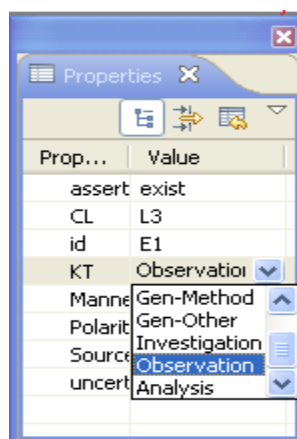 Properties
Prop... Value
assert exist
CL L3
id E1
KT Observation
Manne Gen-Method
Polarit Gen-Other
Investigation
Source Observation
uncert Analysis